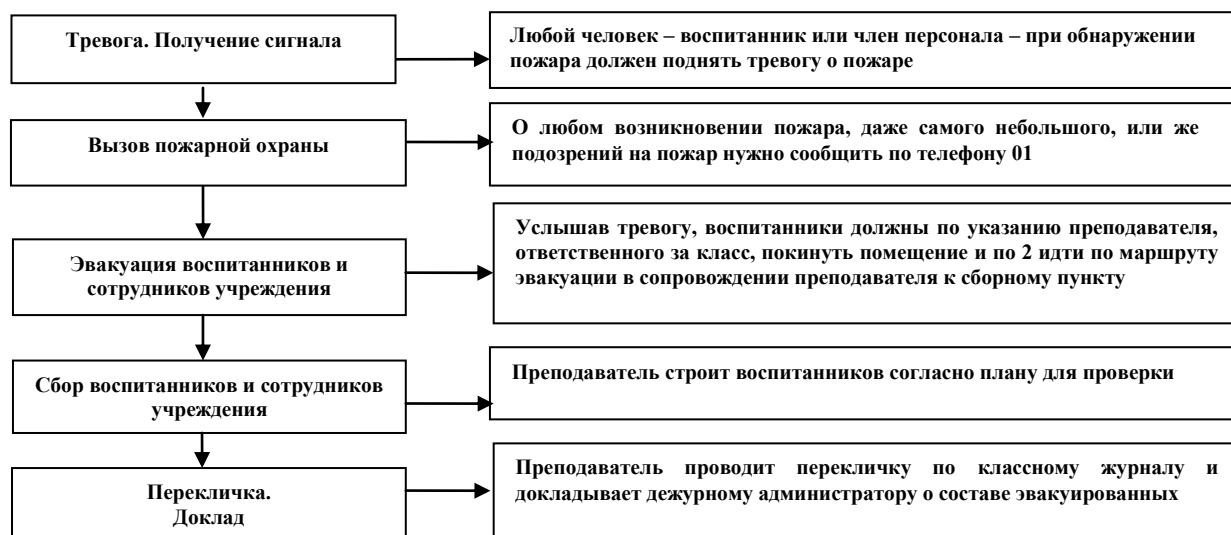 Тревога. Получение сигнала
Любой человек – воспитанник или член персонала – при обнаружении
пожара должен поднять тревогу о пожаре
Вызов пожарной охраны
О любом возникновении пожара, даже самого небольшого, или же
подозрений на пожар нужно сообщить по телефону 01
Эвакуация воспитанников и
сотрудников учреждения
Услышав тревогу, воспитанники должны по указанию преподавателя,
ответственного за класс, покинуть помещение и по 2 идти по маршруту
эвакуации в сопровождении преподавателя к сборному пункту
Сбор воспитанников и сотрудников
учреждения
Преподаватель строит воспитанников согласно плану для проверки
Перекличка.
Доклад
Преподаватель проводит перекличку по классному журналу и
докладывает дежурному администратору о составе эвакуированных